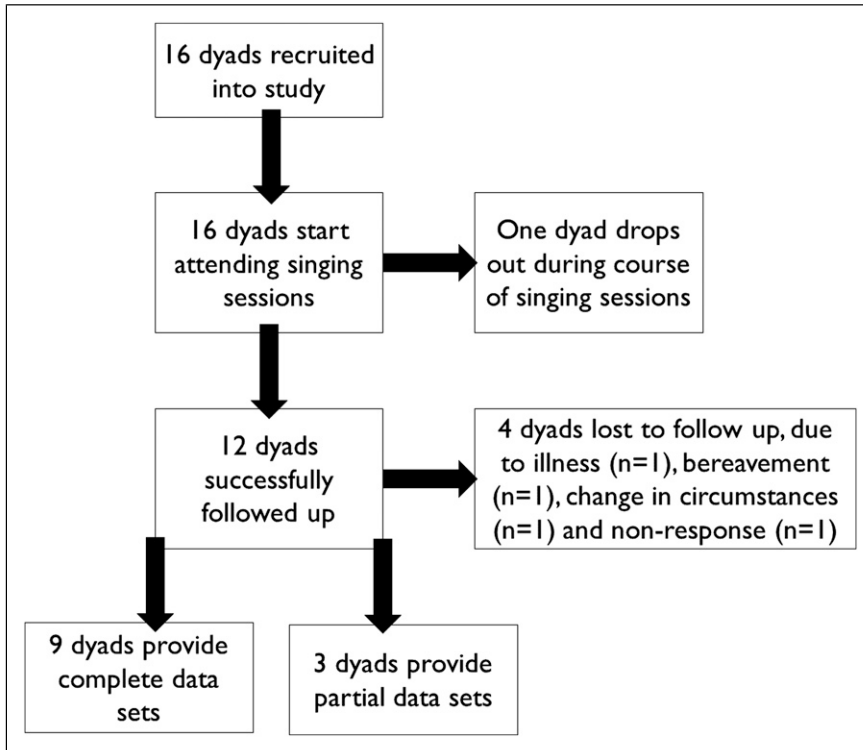 16 dyads recruited
into study
16 dyads start
attending singing
sessions
One dyad drops
out during course
of singing sessions
12 dyads
successfully
followed up
4 dyads lost to follow up, due
to illness (n=1), bereavement
(n=1), change in circumstances
(n=1) and non-response (n=1)
9 dyads provide
complete data
sets
3 dyads provide
partial data sets